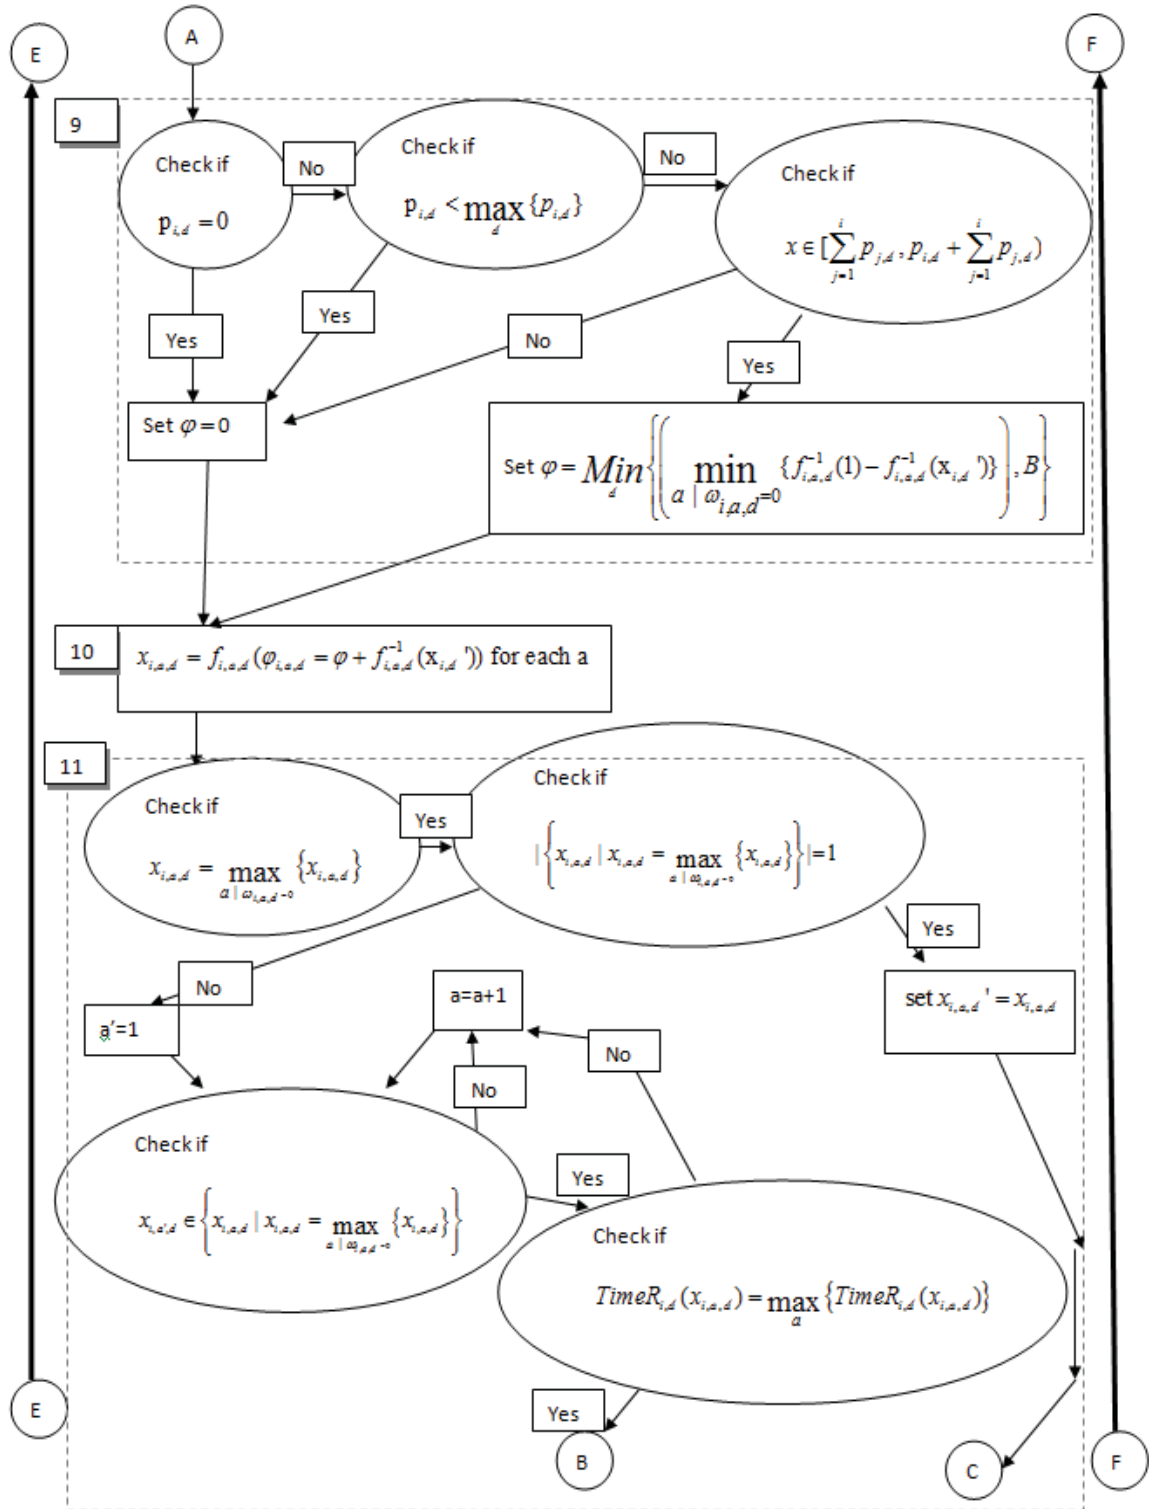 E
A
F
9
Check if
p_{i,d} = 0
No
Check if
p_{i,d} < max_d {p_{i,d}}
No
Check if
x ∈ [∑_{j=1}^{i} p_{j,d} , p_{i,d} + ∑_{j=1}^{i} p_{j,d})
Yes
Yes
No
Yes
Set φ = 0
Set φ = Min_d {(min_{a | ω_{i,a,d}=0} {f_{i,a,d}^{-1}(1) − f_{i,a,d}^{-1}(x_{i,d} ')}), B}
10
x_{i,a,d} = f_{i,a,d}(φ_{i,a,d} = φ + f_{i,a,d}^{-1}(x_{i,d} ')) for each a
11
Check if
x_{i,a,d} = max_{a | ω_{i,a,d}=0} {x_{i,a,d}}
Yes
Check if
|{x_{i,a,d} | x_{i,a,d} = max_{a | ω_{i,a,d}=0} {x_{i,a,d}}}|=1
Yes
No
a'=1
a=a+1
No
No
set x_{i,a,d} ' = x_{i,a,d}
Check if
x_{i,a',d} ∈ {x_{i,a,d} | x_{i,a,d} = max_{a | ω_{i,a,d}=0} {x_{i,a,d}}}
Yes
Check if
TimeR_{i,d}(x_{i,a,d}) = max_a {TimeR_{i,d}(x_{i,a,d})}
Yes
E
B
C
F